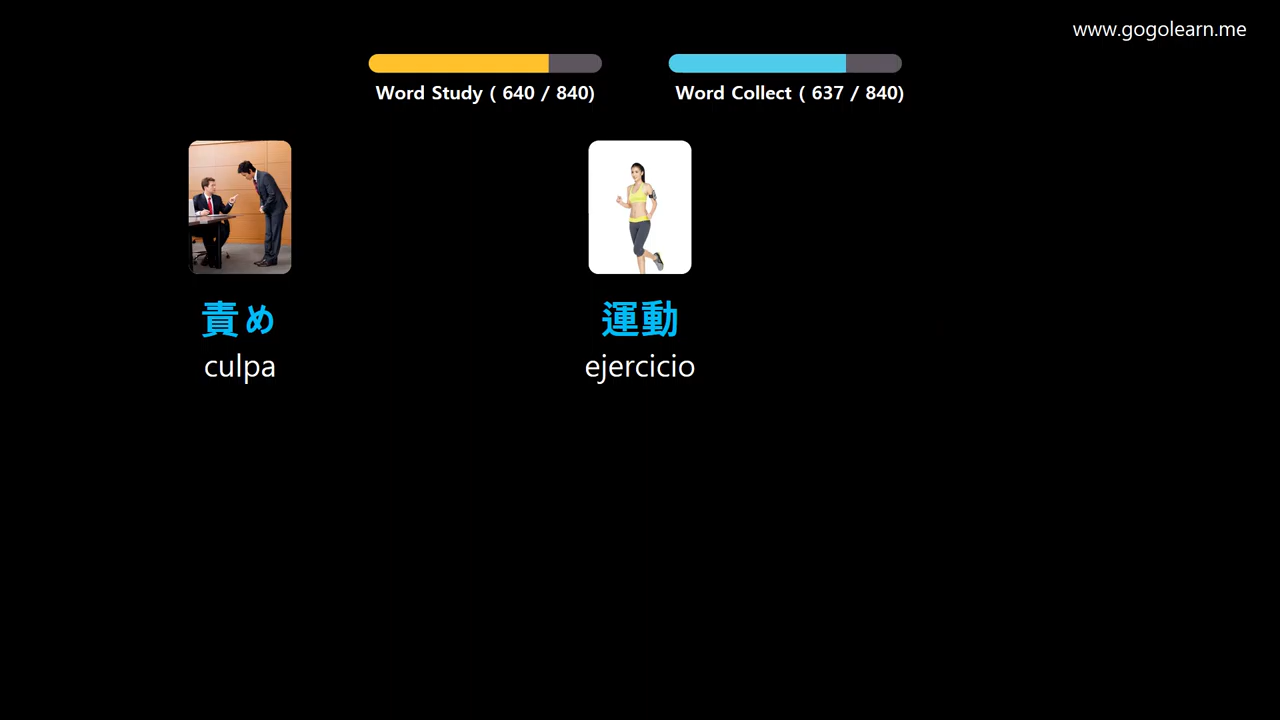 www.gogolearn.me
Word Study ( 640 / 840)
Word Collect ( 637 / 840)
責め
culpa
運動
ejercicio